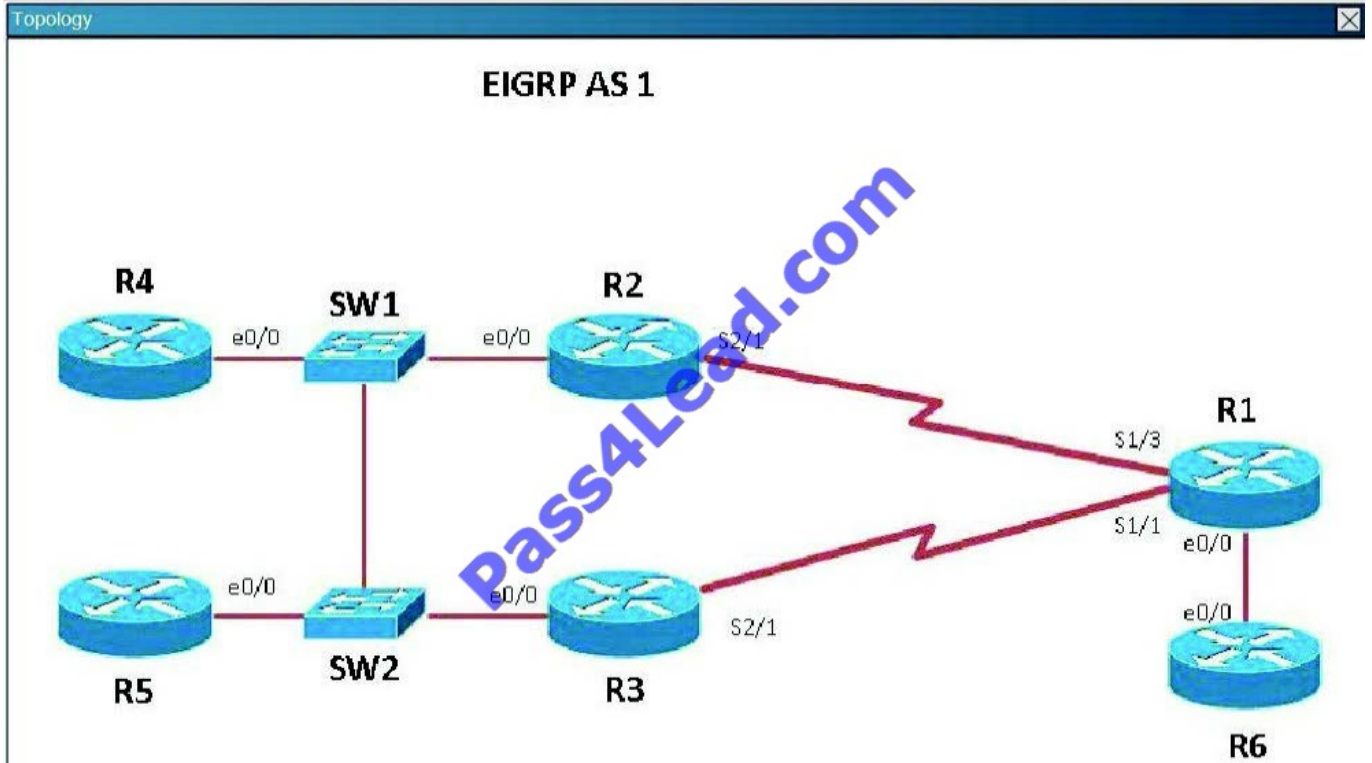 Topology
EIGRP AS 1
R4
SW1
R2
e0/0
e0/0
S2/1
R1
S1/3
S1/1
e0/0
e0/0
e0/0
e0/0
S2/1
R5
SW2
R3
R6
Pass4Lead.com